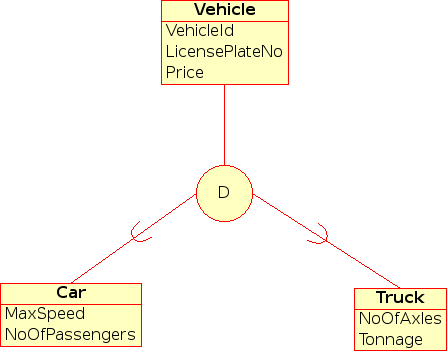 Vehicle
VehicleId
LicensePlateNo
Price
D
Car
MaxSpeed
NoOfPassengers
Truck
NoOfAxles
Tonnage